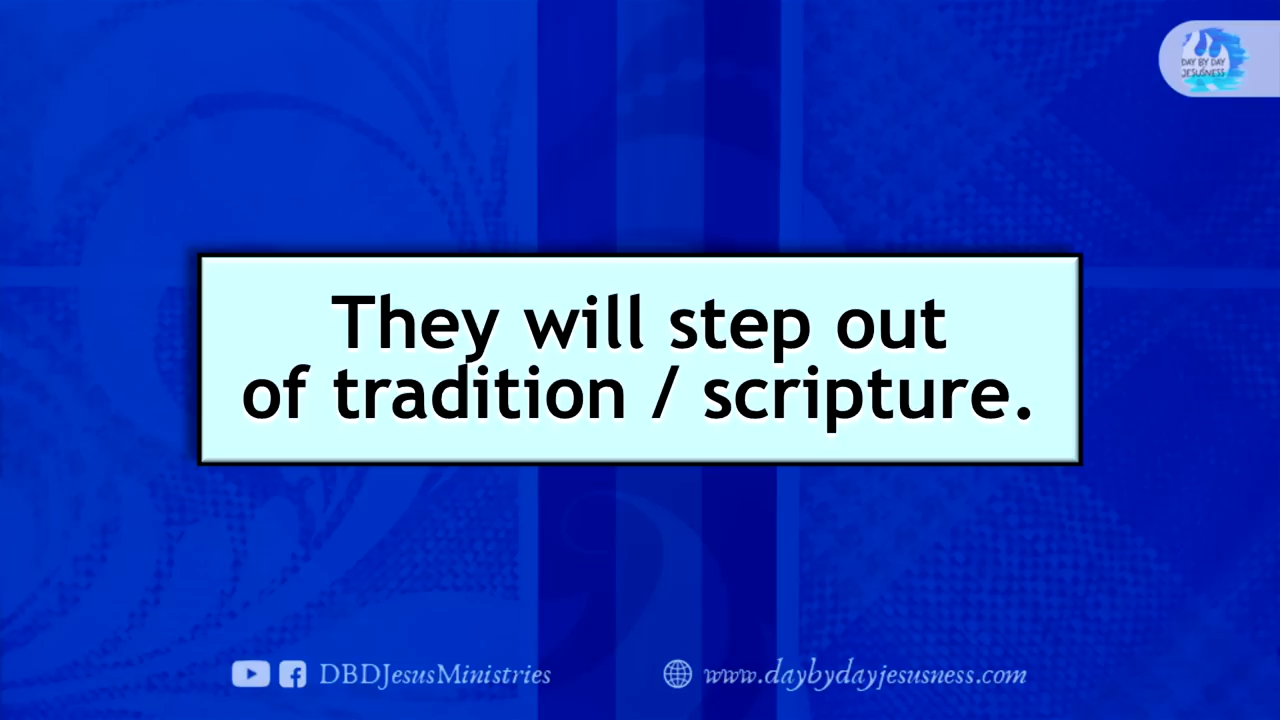 DAY BY DAY
JESUSNESS
They will step out
of tradition / scripture.
DBDJesusMinistries
www.daybydayjesusness.com